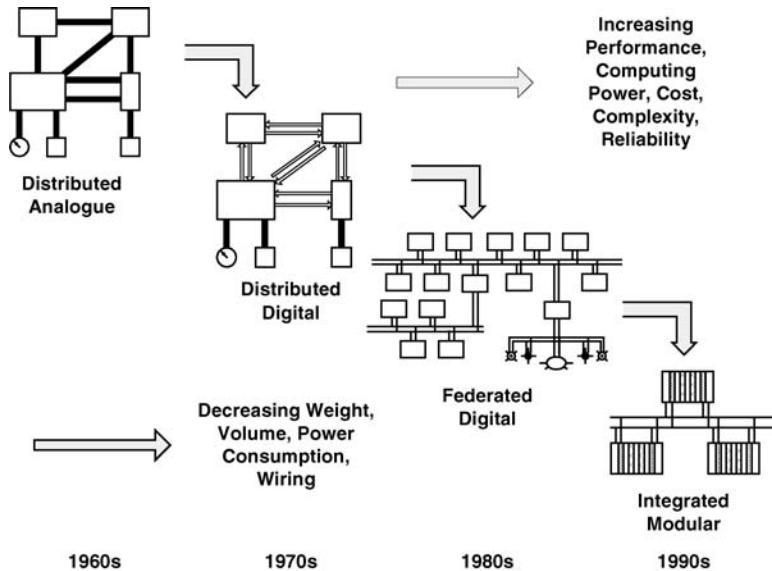 Increasing
Performance,
Computing
Power, Cost,
Complexity,
Reliability
Distributed
Analogue
Distributed
Digital
Federated
Digital
Decreasing Weight,
Volume, Power
Consumption,
Wiring
Integrated
Modular
1960s
1970s
1980s
1990s